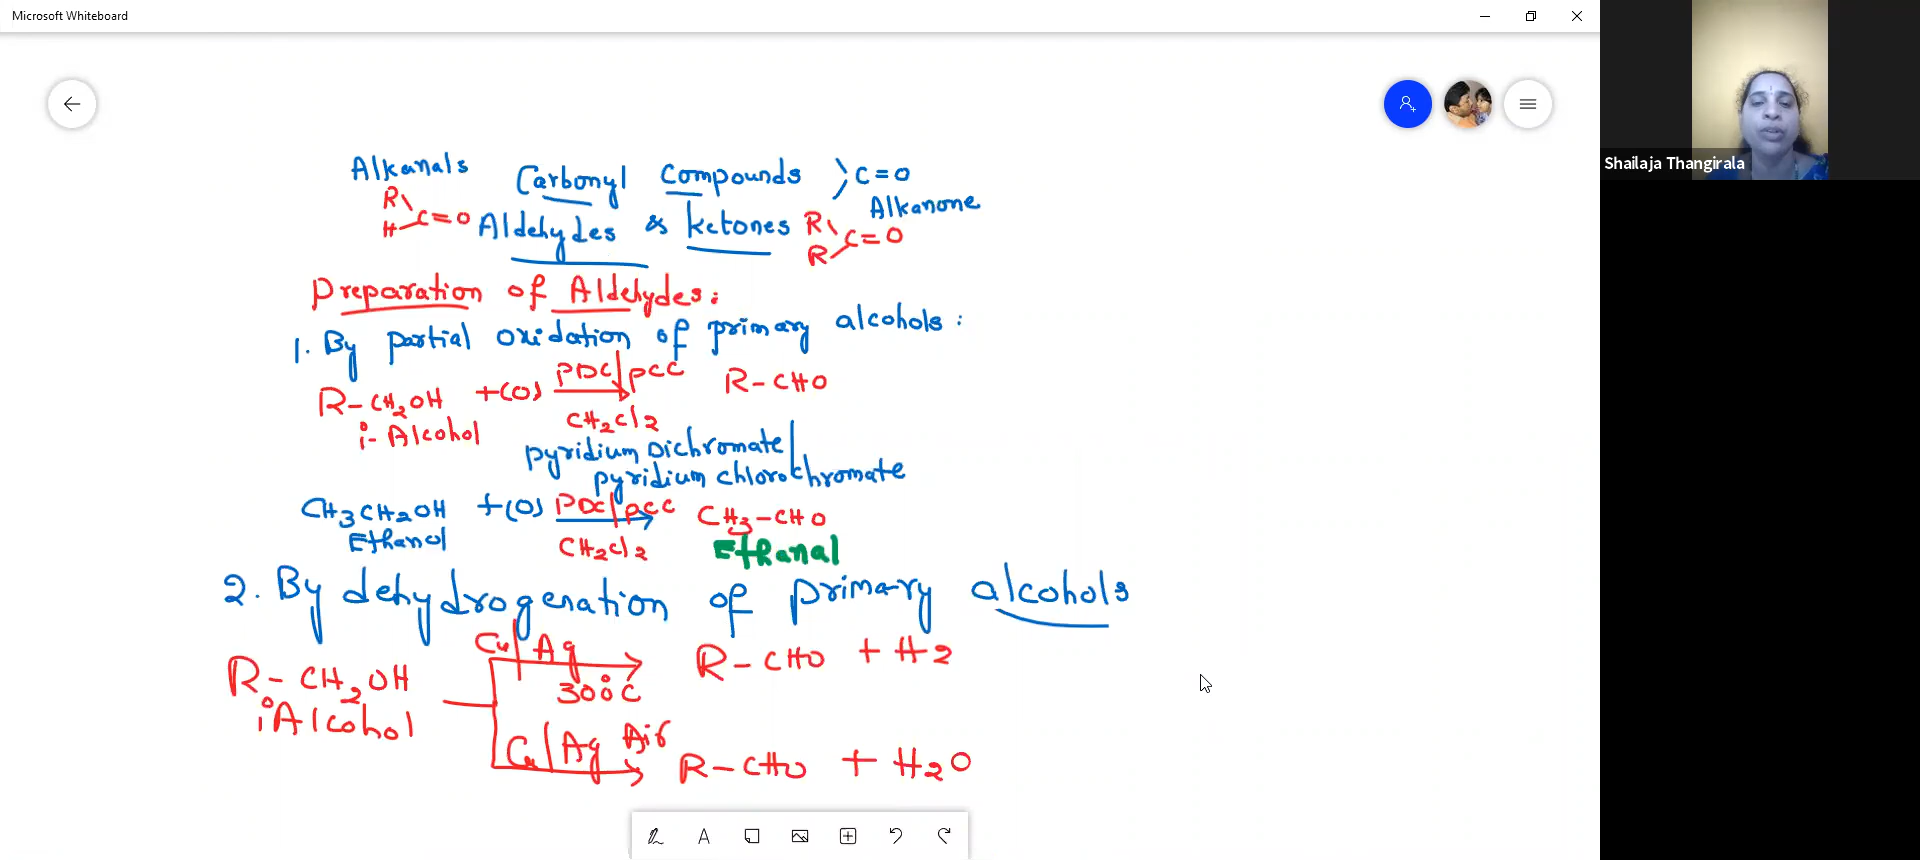 Microsoft Whiteboard
Shailaja Thangirala
Alkanals Carbonyl Compounds >C=O
R
H C=O Aldehydes & ketones R
R C=O Alkanone
Preparation of Aldehydes:
1. By partial oxidation of primary alcohols:
R-CH2OH +(O) PDC|PCC CH2Cl2 R-CHO
1°- Alcohol
pyridium Dichromate|
pyridium chlorochromate
CH3CH2OH +(O) PDC|PCC CH2Cl2 CH3-CHO
Ethanol Ethanal
2. By dehydrogenation of primary alcohols
R-CH2OH Cu|Ag 300°C R-CHO + H2
1°Alcohol
Cu|Ag Air R-CHO + H2O